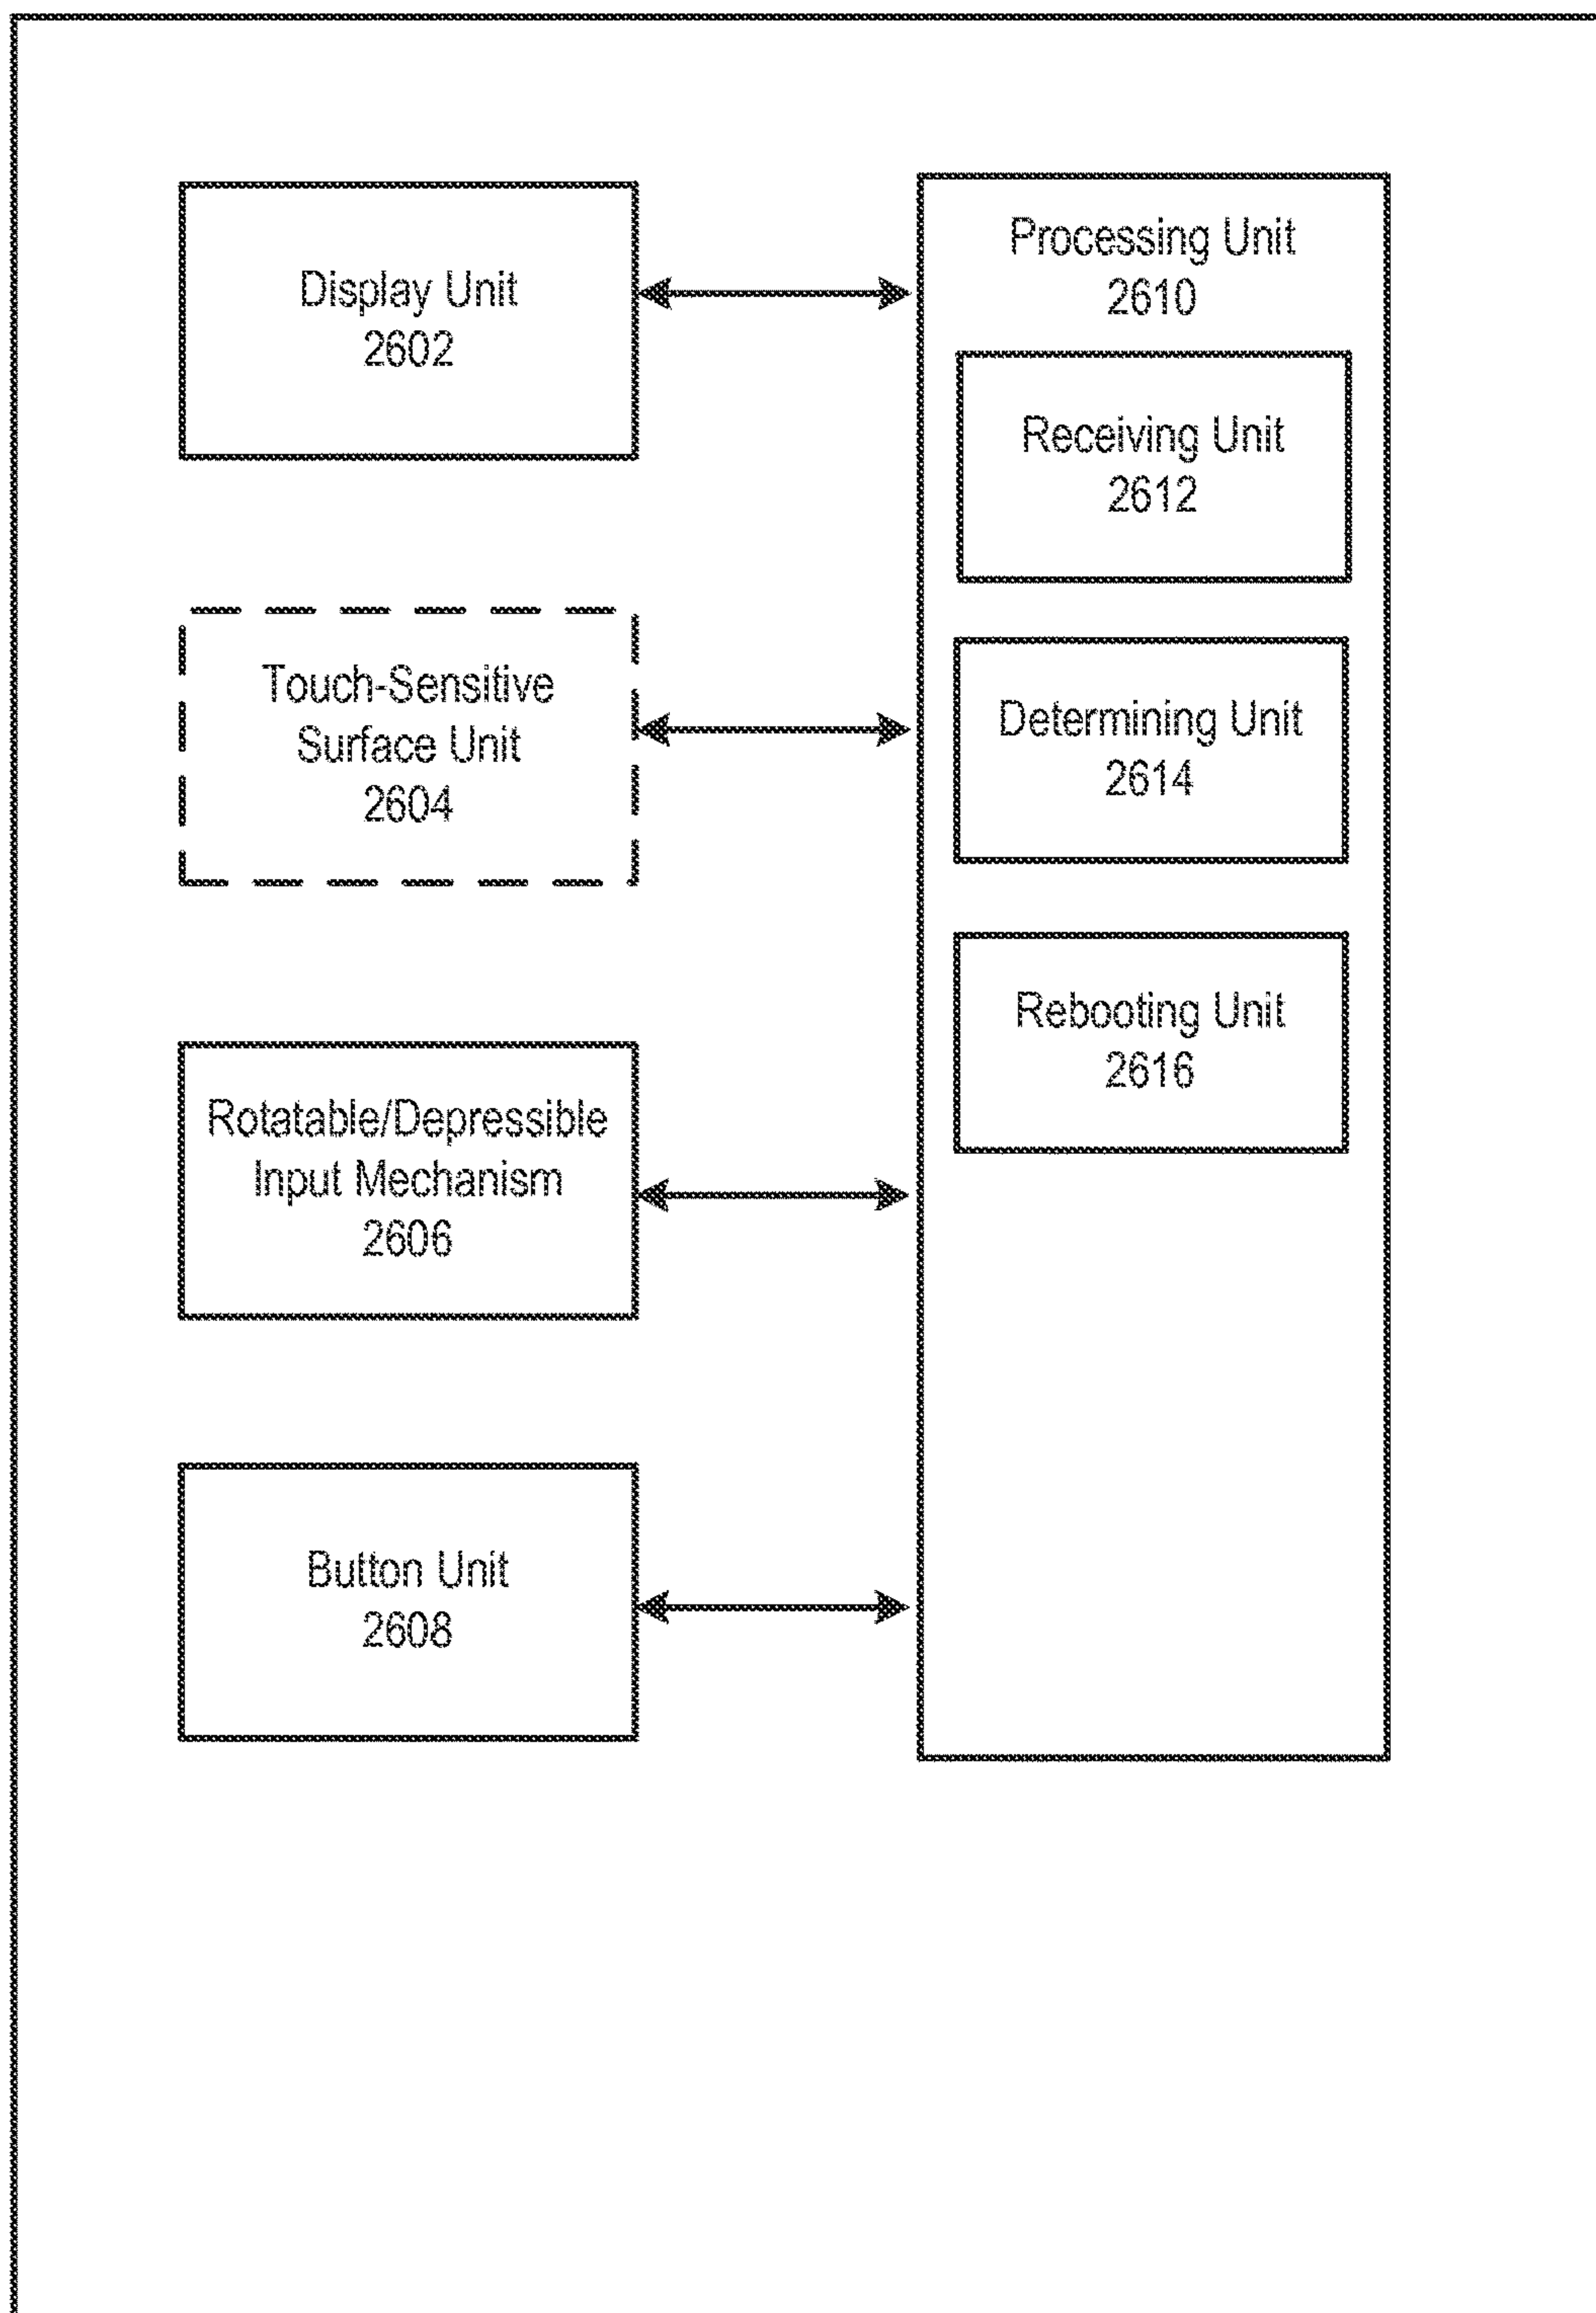 Display Unit
2602
Touch-Sensitive
Surface Unit
2604
Rotatable/Depressible
Input Mechanism
2606
Button Unit
2608
Processing Unit
2610
Receiving Unit
2612
Determining Unit
2614
Rebooting Unit
2616